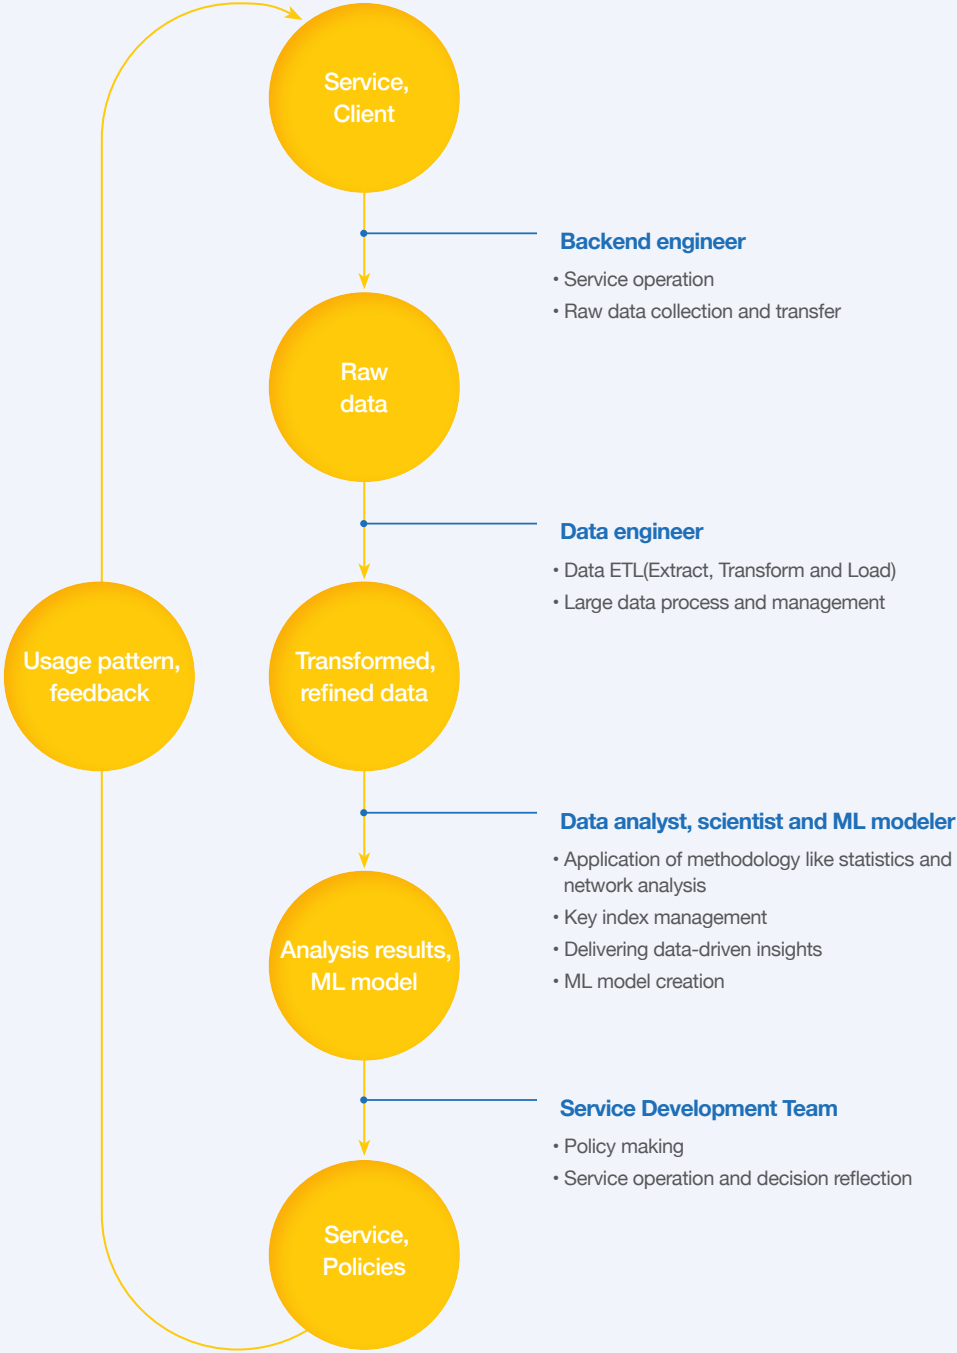 Service,
Client
Backend engineer
• Service operation
• Raw data collection and transfer
Raw
data
Data engineer
• Data ETL(Extract, Transform and Load)
• Large data process and management
Usage pattern,
feedback
Transformed,
refined data
Data analyst, scientist and ML modeler
• Application of methodology like statistics and
network analysis
• Key index management
• Delivering data-driven insights
• ML model creation
Analysis results,
ML model
Service Development Team
• Policy making
• Service operation and decision reflection
Service,
Policies